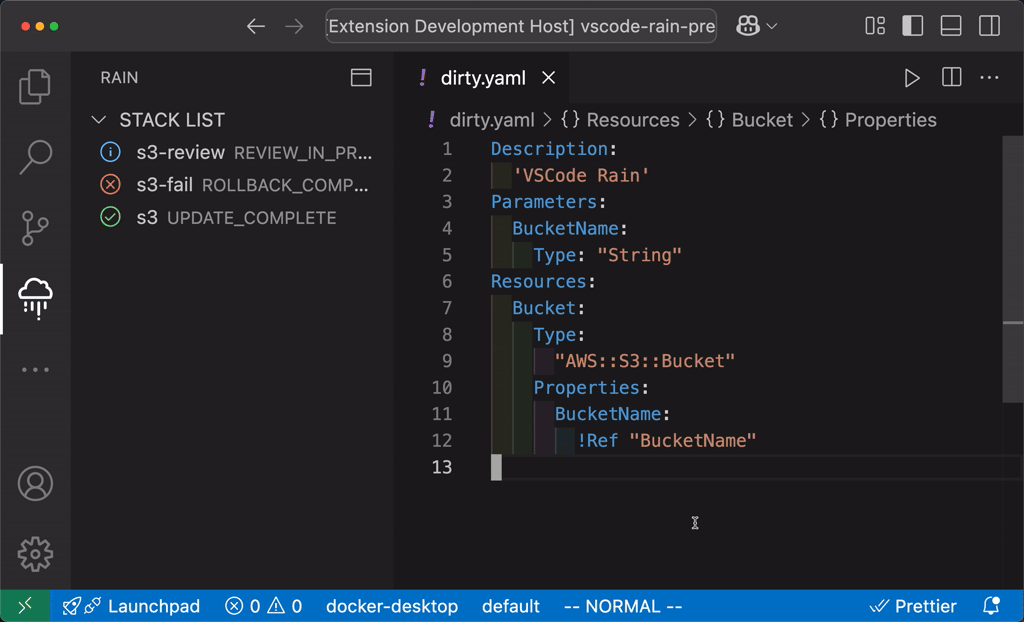 [Extension Development Host] vscode-rain-pre
RAIN
STACK LIST
s3-review REVIEW_IN_PR...
s3-fail ROLLBACK_COMP...
s3 UPDATE_COMPLETE
! dirty.yaml
! dirty.yaml > {} Resources > {} Bucket > {} Properties
1 Description:
2 'VSCode Rain'
3 Parameters:
4 BucketName:
5 Type: "String"
6 Resources:
7 Bucket:
8 Type:
9 "AWS::S3::Bucket"
10 Properties:
11 BucketName:
12 !Ref "BucketName"
13
Launchpad 0 0 docker-desktop default -- NORMAL -- Prettier